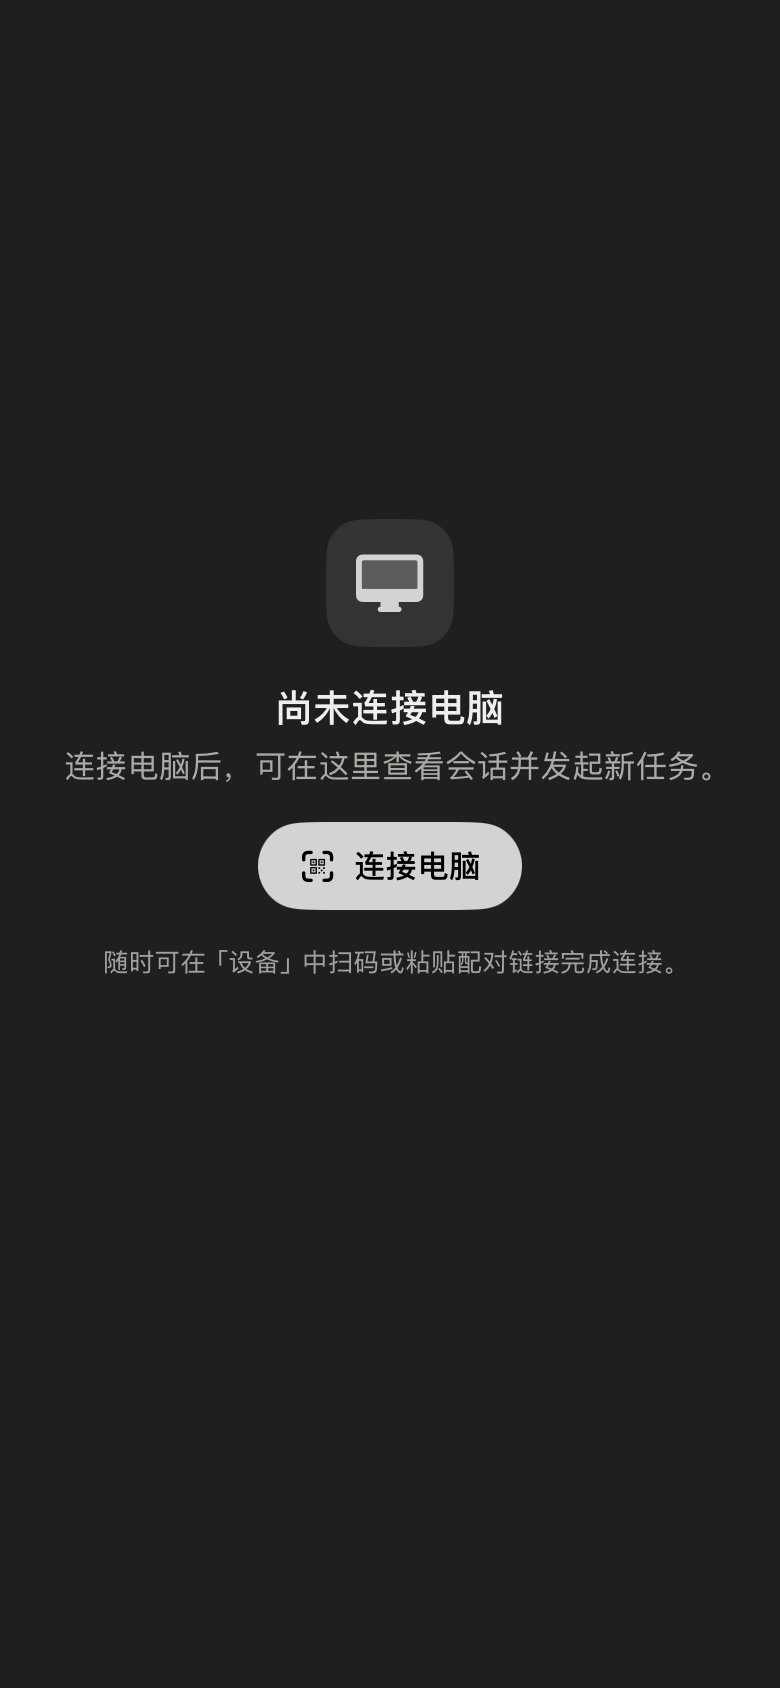 尚未连接电脑
连接电脑后，可在这里查看会话并发起新任务。
连接电脑
随时可在「设备」中扫码或粘贴配对链接完成连接。